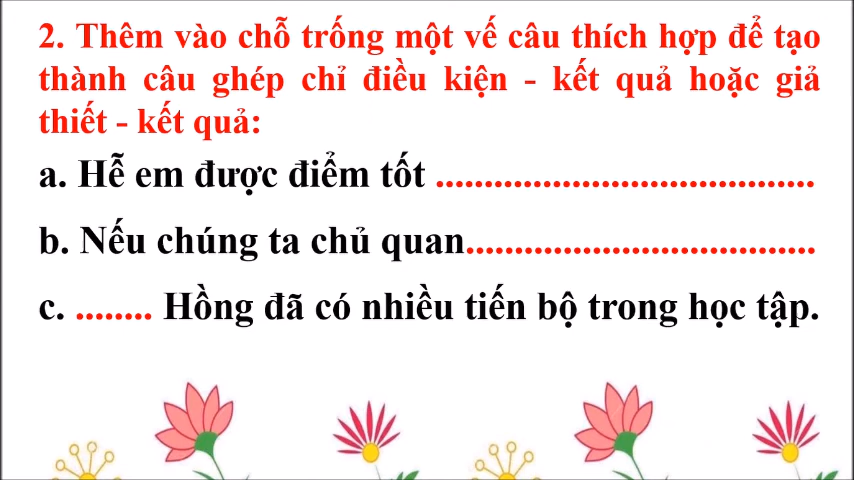 2. Thêm vào chỗ trống một vế câu thích hợp để tạo
thành câu ghép chỉ điều kiện - kết quả hoặc giả
thiết - kết quả:
a. Hễ em được điểm tốt .......................................
b. Nếu chúng ta chủ quan....................................
c. ........ Hồng đã có nhiều tiến bộ trong học tập.